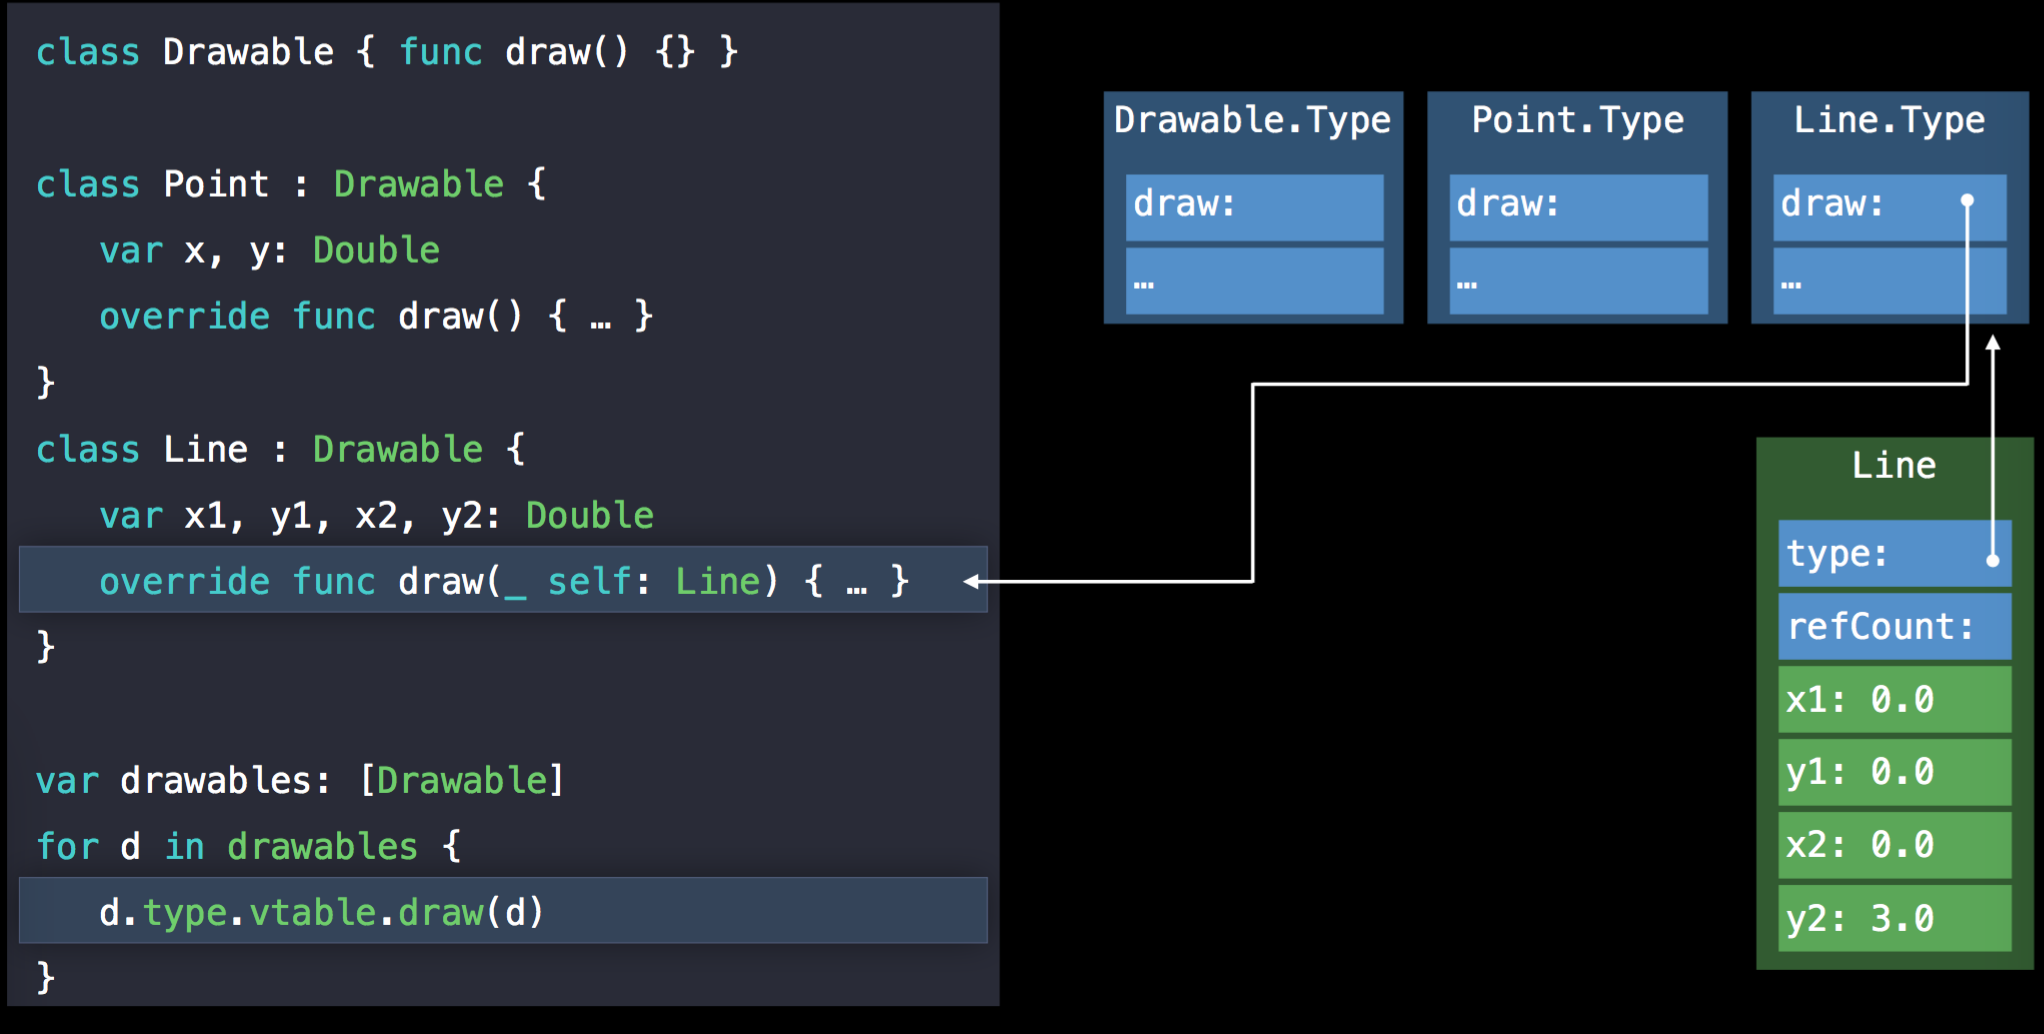 class Drawable { func draw() {} }
class Point : Drawable {
var x, y: Double
override func draw() { … }
}
class Line : Drawable {
var x1, y1, x2, y2: Double
override func draw(_ self: Line) { … }
}
var drawables: [Drawable]
for d in drawables {
d.type.vtable.draw(d)
}
Drawable.Type
draw:
…
Point.Type
draw:
…
Line.Type
draw:
…
Line
type:
refCount:
x1: 0.0
y1: 0.0
x2: 0.0
y2: 3.0